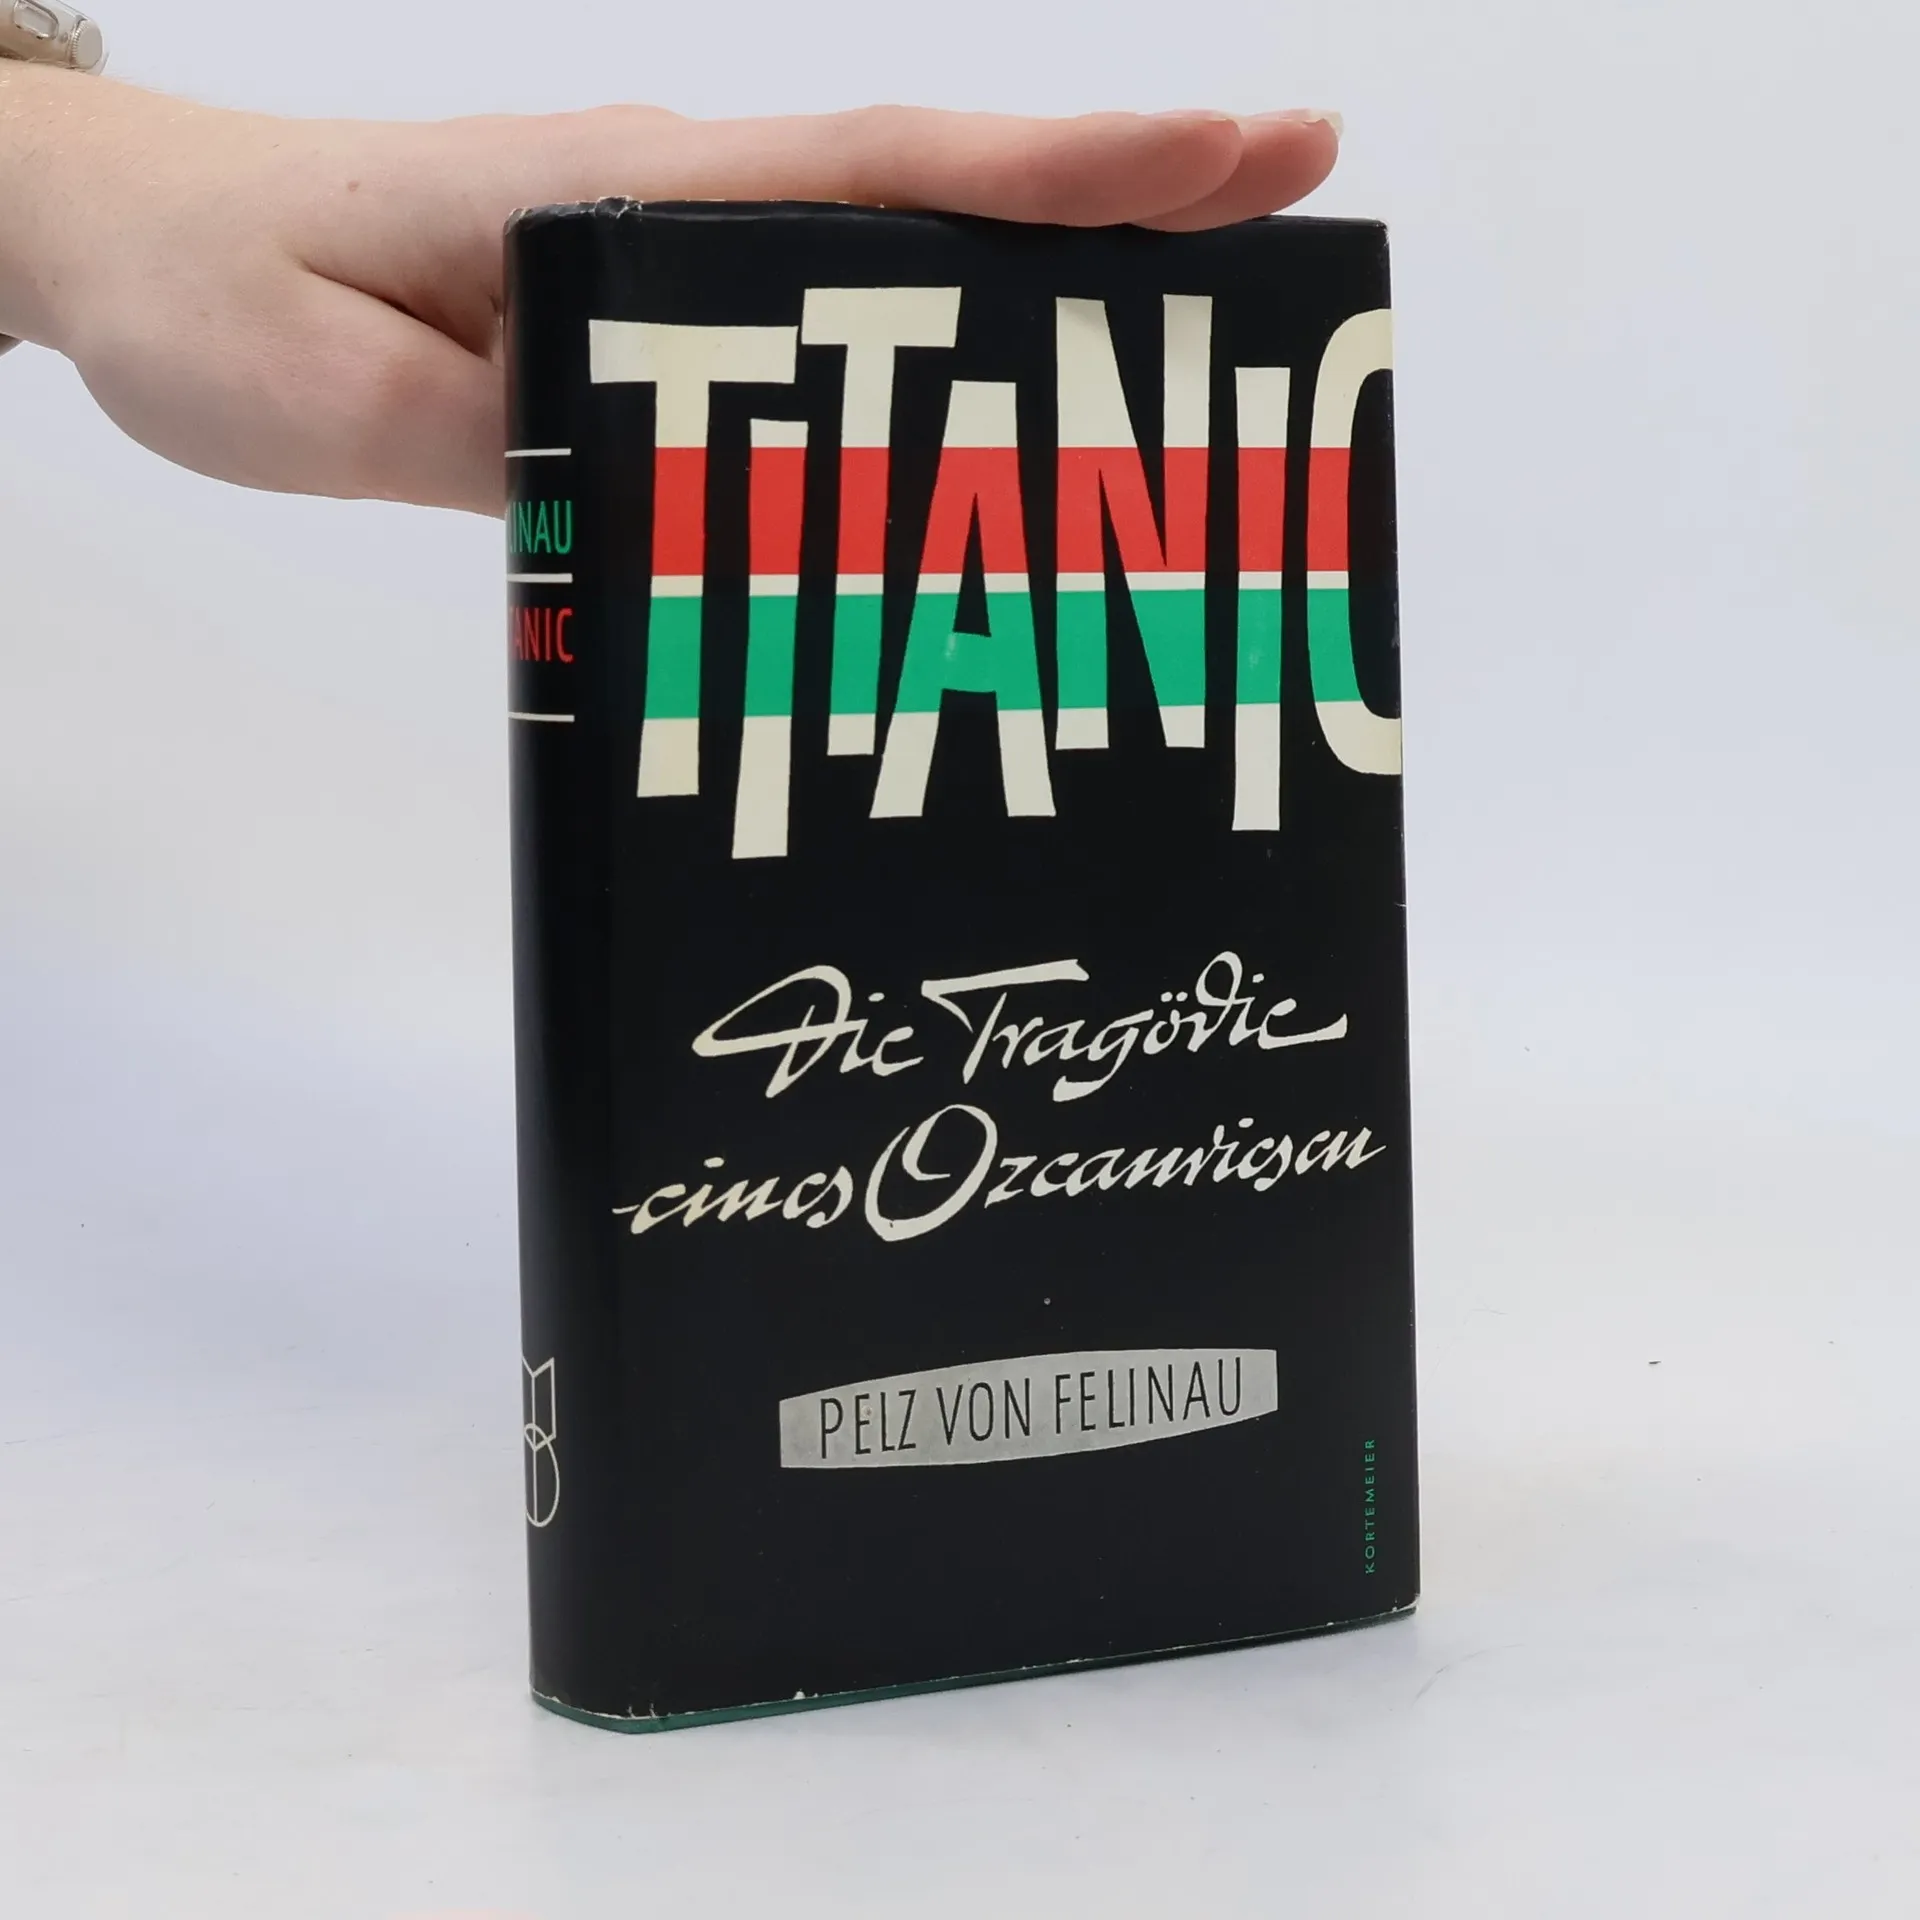 TITANIC
Die Tragödie
eines Ozeanriesen
PELZ VON FELINAU
KORTEMEIER
LINAU
TANIC